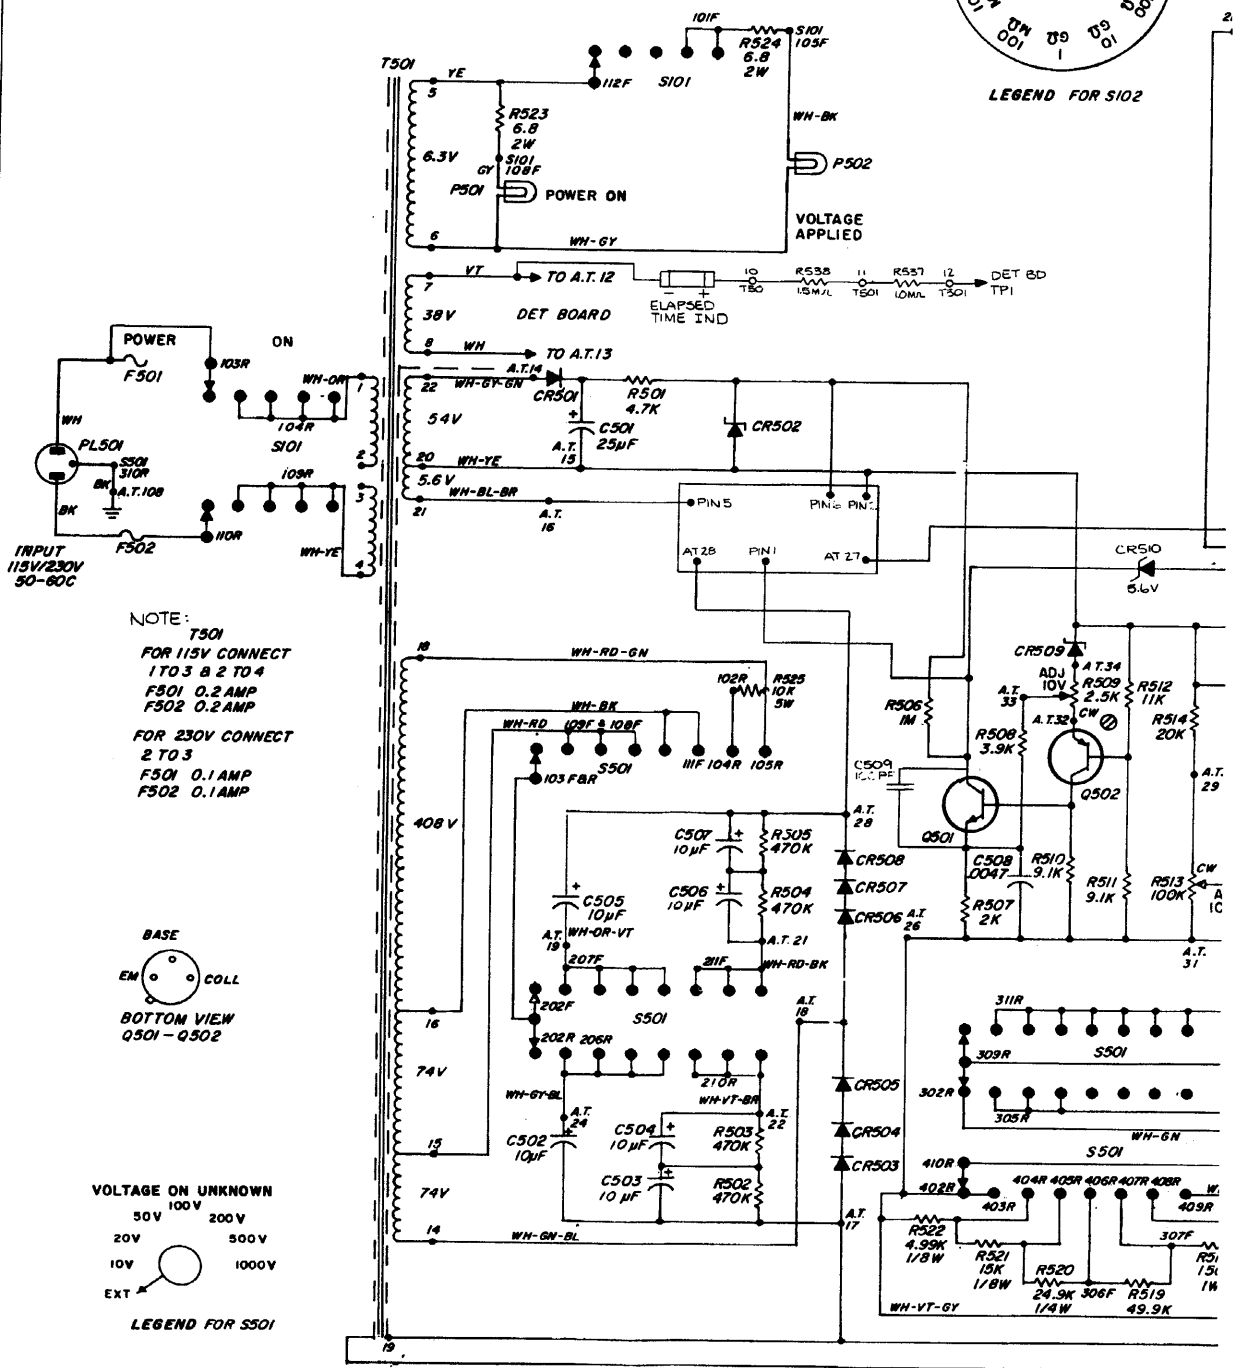 101F
R524
6.8
2W
S101
105F
T501
YE
5
112F
S101
R523
6.8
2W
S101
108F
GY
6.3V
P501
POWER ON
WH-BK
P502
VOLTAGE
APPLIED
6
WH-GY
100
MΩ
1
GΩ
10
GΩ
LEGEND FOR S102
VT
7
TO A.T. 12
38V
DET BOARD
8
WH
TO A.T. 13
- +
ELAPSED
TIME IND
10
R538
1.5M
11
T501
R537
12
DET BD
TP1
POWER
ON
F501
103R
WH-OR
1
WH
104R
S101
2
PL501
S501
310R
BK
A.T. 108
109R
3
BK
F502
110R
WH-YE
4
INPUT
115V/230V
50-60C
A.T. 14
22
WH-GY-GN
CR501
R501
4.7K
54V
+
C501
25µF
CR502
A.T.
15
20
WH-YE
5.6V
WH-BL-BR
21
A.T.
16
PIN 5
AT 28
PIN 1
AT 27
CR510
5.6V
NOTE:
T501
FOR 115V CONNECT
1 TO 3 & 2 TO 4
F501 0.2 AMP
F502 0.2 AMP
FOR 230V CONNECT
2 TO 3
F501 0.1 AMP
F502 0.1 AMP
18
WH-RD-GN
102R
R525
10K
5W
WH-BK
WH-RD
109F & 108F
S501
111F 104R 105R
103 F&R
CR509
A.T. 34
ADJ
10V
R509
2.5K
A.T.
33
R512
11K
R506
1M
R508
3.9K
A.T.32
CW
R514
20K
Q502
A.T.
29
C509
Q501
408V
C507
10µF
+
R505
470K
A.T.
28
CR508
C506
10µF
+
R504
470K
CR507
CR506
C505
10µF
+
A.T.
19
WH-OR-VT
A.T. 21
C508
.0047
R510
9.1K
R507
2K
R511
9.1K
R513
100K
CW
A.T.
26
A.T.
31
207F
211F
WH-RD-BK
202F
S501
A.T.
18
BASE
EM
COLL
BOTTOM VIEW
Q501 - Q502
16
202R 206R
74V
210R
WH-GY-BL
WH-VT-BR
A.T.
24
A.T.
22
C502
10µF
+
C504
10µF
+
R503
470K
C503
10µF
+
R502
470K
CR505
CR504
CR503
15
74V
14
WH-GN-BL
A.T.
17
311R
S501
309R
302R
305R
WH-GN
S501
410R
402R
403R
404R 405R 406R 407R 408R
409R
R522
4.99K
1/8W
R521
15K
1/8W
R520
24.9K
1/4W
306F
R519
49.9K
307F
WH-VT-GY
VOLTAGE ON UNKNOWN
100V
50V 200V
20V 500V
10V 1000V
EXT
LEGEND FOR S501
19